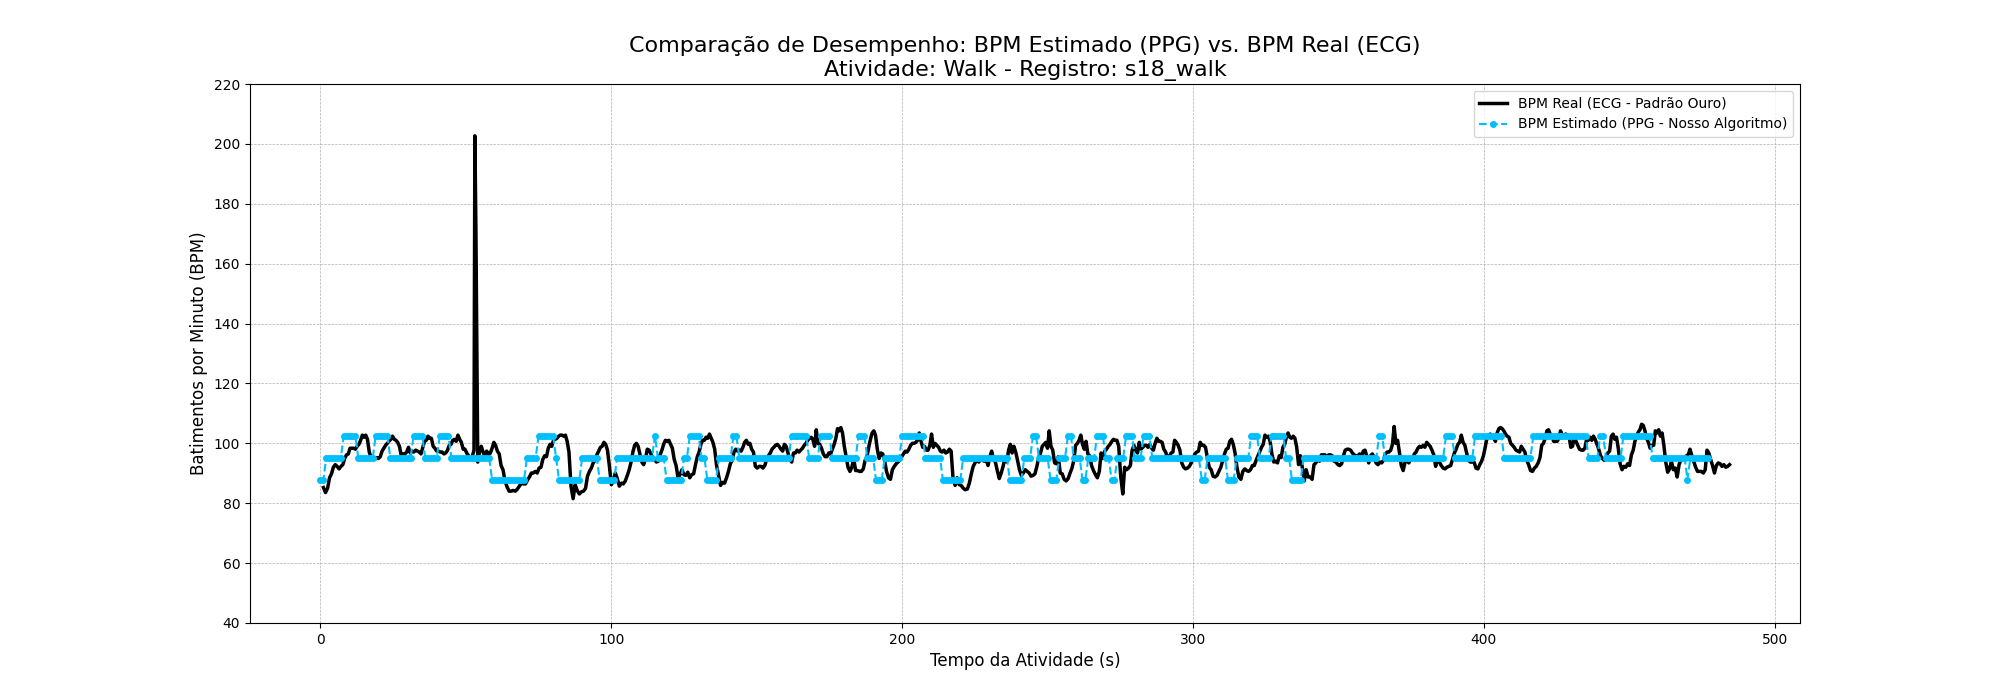 Comparação de Desempenho: BPM Estimado (PPG) vs. BPM Real (ECG)
Atividade: Walk - Registro: s18_walk
BPM Real (ECG - Padrão Ouro)
BPM Estimado (PPG - Nosso Algoritmo)
Batimentos por Minuto (BPM)
220
200
180
160
140
120
100
80
60
40
0
100
200
300
400
500
Tempo da Atividade (s)